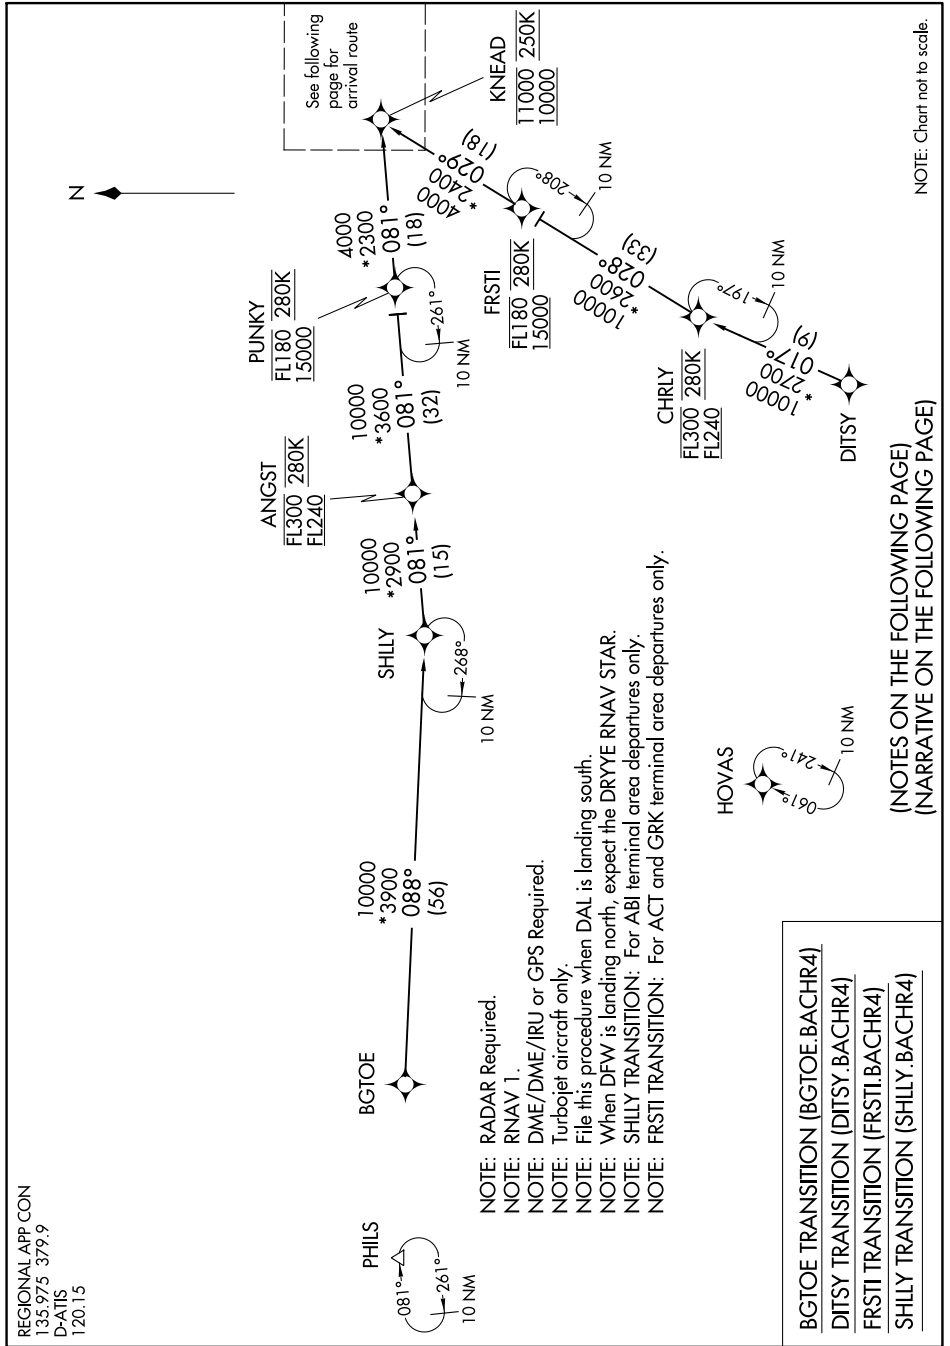 REGIONAL APP CON
135.975 379.9
D-ATIS
120.15
N
See following
page for
arrival route
KNEAD
11000 250K
10000
PUNKY
FL180 280K
15000
4000
*2300
081°
(18)
261°
10 NM
ANGST
FL300 280K
FL240
10000
*3600
081°
(32)
SHLLY
10000
*2900
081°
(15)
268°
10 NM
BGTOE
10000
*3900
088°
(56)
PHILS
081°
261°
10 NM
4000
*2400
029°
(18)
FRSTI
FL180 280K
15000
208°
10 NM
10000
*2600
028°
(33)
CHRLY
FL300 280K
FL240
197°
10 NM
10000
*2700
017°
(9)
DITSY
HOVAS
061°
241°
10 NM
NOTE: RADAR Required.
NOTE: RNAV 1.
NOTE: DME/DME/IRU or GPS Required.
NOTE: Turbojet aircraft only.
NOTE: File this procedure when DAL is landing south.
NOTE: When DFW is landing north, expect the DRYYE RNAV STAR.
NOTE: SHLLY TRANSITION: For ABI terminal area departures only.
NOTE: FRSTI TRANSITION: For ACT and GRK terminal area departures only.
BGTOE TRANSITION (BGTOE.BACHR4)
DITSY TRANSITION (DITSY.BACHR4)
FRSTI TRANSITION (FRSTI.BACHR4)
SHLLY TRANSITION (SHLLY.BACHR4)
(NOTES ON THE FOLLOWING PAGE)
(NARRATIVE ON THE FOLLOWING PAGE)
NOTE: Chart not to scale.